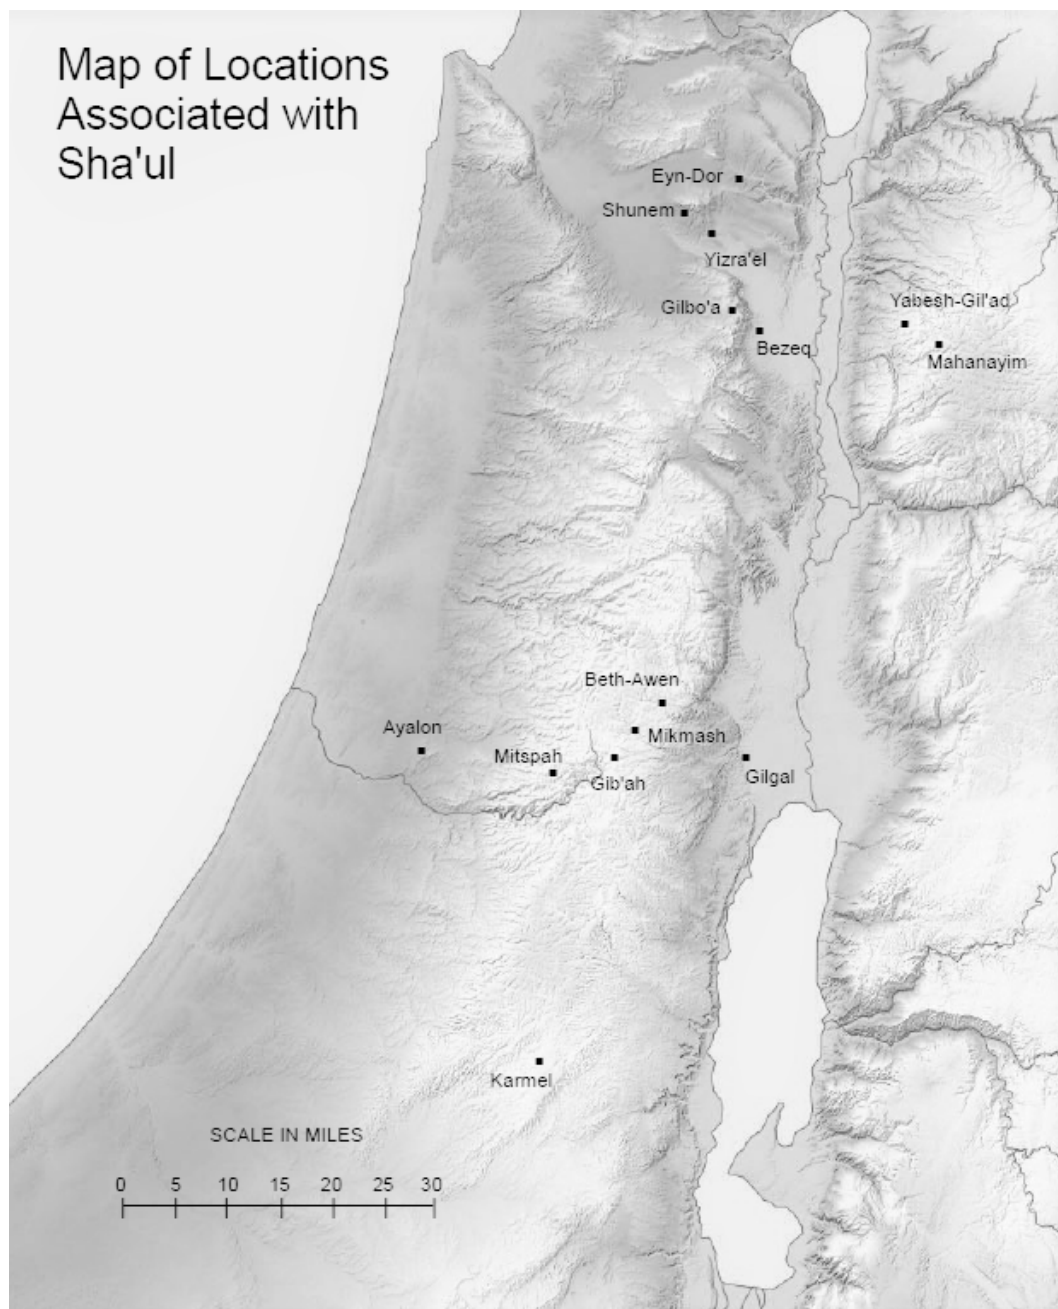 Map of Locations
Associated with
Sha'ul
Eyn-Dor
Shunem
Yizra'el
Gilbo'a
Bezeq
Yabesh-Gil'ad
Mahanayim
Beth-Awen
Ayalon
Mikmash
Mitspah
Gib'ah
Gilgal
Karmel
SCALE IN MILES
0 5 10 15 20 25 30